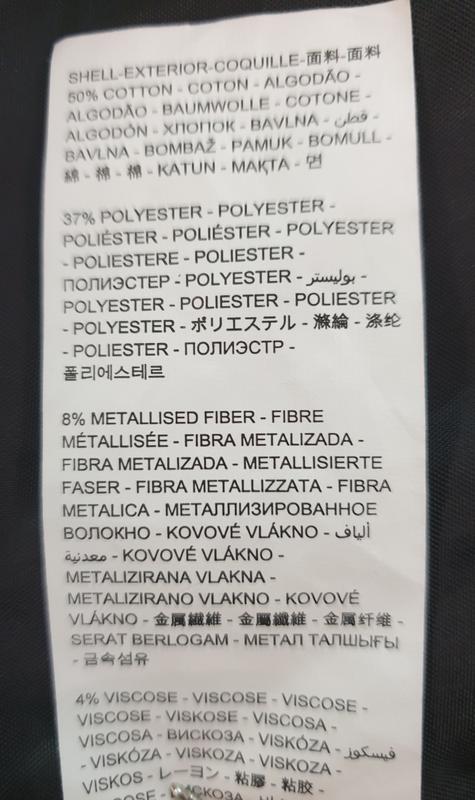 SHELL-EXTERIOR-COQUILLE-面料-面料
50% COTTON - COTON - ALGODÃO -
ALGODÃO - BAUMWOLLE - COTONE -
ALGODÓN - ХЛОПОК - BAVLNA - قطن -
BAVLNA - BOMBAŽ - PAMUK - BOMULL -
綿 - 棉 - 棉 - KATUN - МАҚТА - 면
37% POLYESTER - POLYESTER -
POLIÉSTER - POLIÉSTER - POLYESTER
- POLIESTERE - POLIESTER -
ПОЛИЭСТЕР - POLYESTER - بوليستر -
POLYESTER - POLIESTER - POLIESTER
- POLYESTER - ポリエステル - 滌綸 - 涤纶
- POLIESTER - ПОЛИЭСТР -
폴리에스테르
8% METALLISED FIBER - FIBRE
MÉTALLISÉE - FIBRA METALIZADA -
FIBRA METALIZADA - METALLISIERTE
FASER - FIBRA METALLIZZATA - FIBRA
METALICA - МЕТАЛЛИЗИРОВАННОЕ
ВОЛОКНО - KOVOVÉ VLÁKNO - ألياف
معدنية - KOVOVÉ VLÁKNO -
METALIZIRANA VLAKNA -
METALIZIRANO VLAKNO - KOVOVÉ
VLÁKNO - 金属繊維 - 金屬纖維 - 金属纤维 -
SERAT BERLOGAM - МЕТАЛ ТАЛШЫҒЫ
- 금속섬유
4% VISCOSE - VISCOSE - VISCOSE -
VISCOSE - VISKOSE - VISCOSA -
VISCOSA - ВИСКОЗА - VISKÓZA - فيسكوز
- VISKÓZA - VISKOZA - VISKOZA -
VISKOS - レーヨン - 粘膠 - 粘胶 -